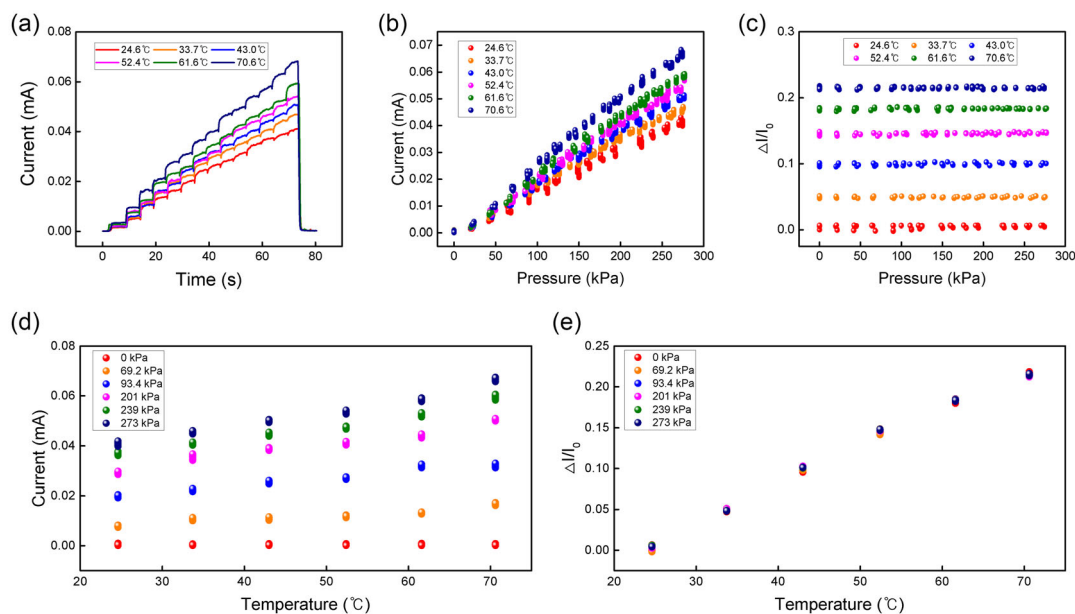 (a)
0.08
0.06
0.04
0.02
0.00
Current (mA)
24.6℃ 33.7℃ 43.0℃
52.4℃ 61.6℃ 70.6℃
0 20 40 60 80
Time (s)
(b)
0.07
0.06
0.05
0.04
0.03
0.02
0.01
0.00
Current (mA)
24.6℃
33.7℃
43.0℃
52.4℃
61.6℃
70.6℃
0 50 100 150 200 250 300
Pressure (kPa)
(c)
0.3
0.2
0.1
0.0
△I/I₀
24.6℃ 33.7℃ 43.0℃
52.4℃ 61.6℃ 70.6℃
0 50 100 150 200 250 300
Pressure (kPa)
(d)
0.08
0.06
0.04
0.02
0.00
Current (mA)
0 kPa
69.2 kPa
93.4 kPa
201 kPa
239 kPa
273 kPa
20 30 40 50 60 70
Temperature (℃)
(e)
0.25
0.20
0.15
0.10
0.05
0.00
△I/I₀
0 kPa
69.2 kPa
93.4 kPa
201 kPa
239 kPa
273 kPa
20 30 40 50 60 70
Temperature (℃)